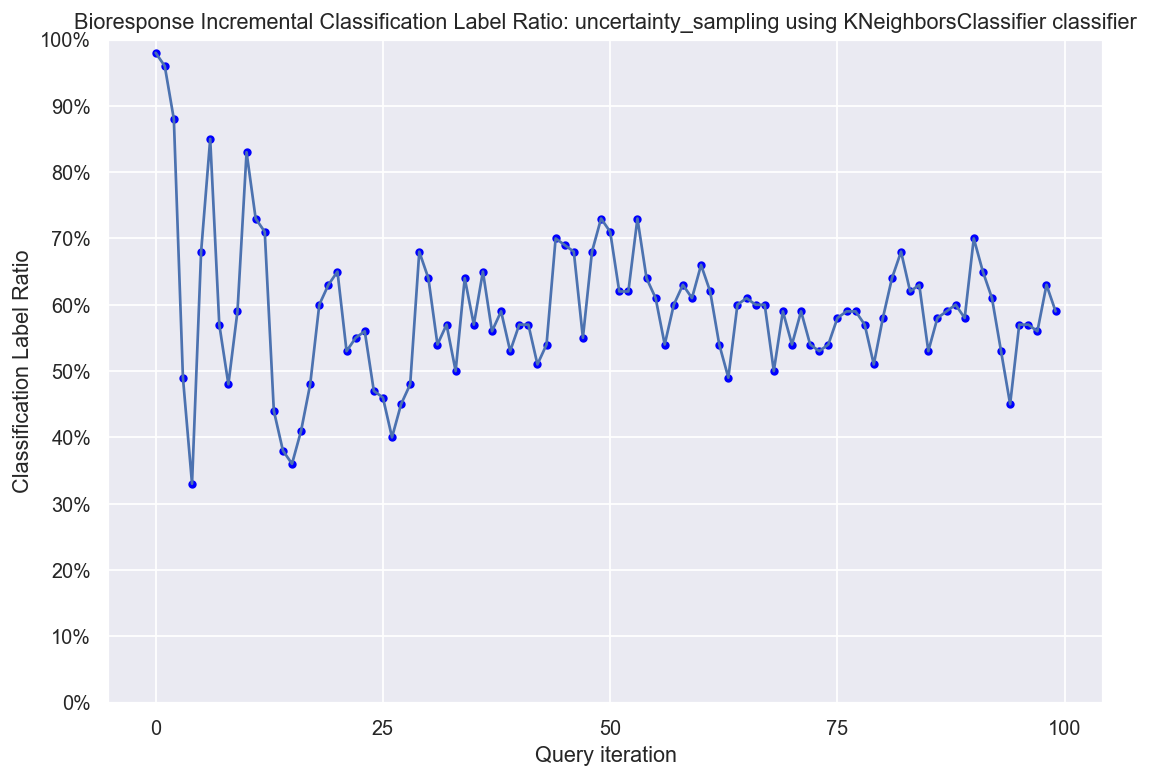 Bioresponse Incremental Classification Label Ratio: uncertainty_sampling using KNeighborsClassifier classifier
100%
90%
80%
70%
60%
50%
40%
30%
20%
10%
0%
Classification Label Ratio
0 25 50 75 100
Query iteration